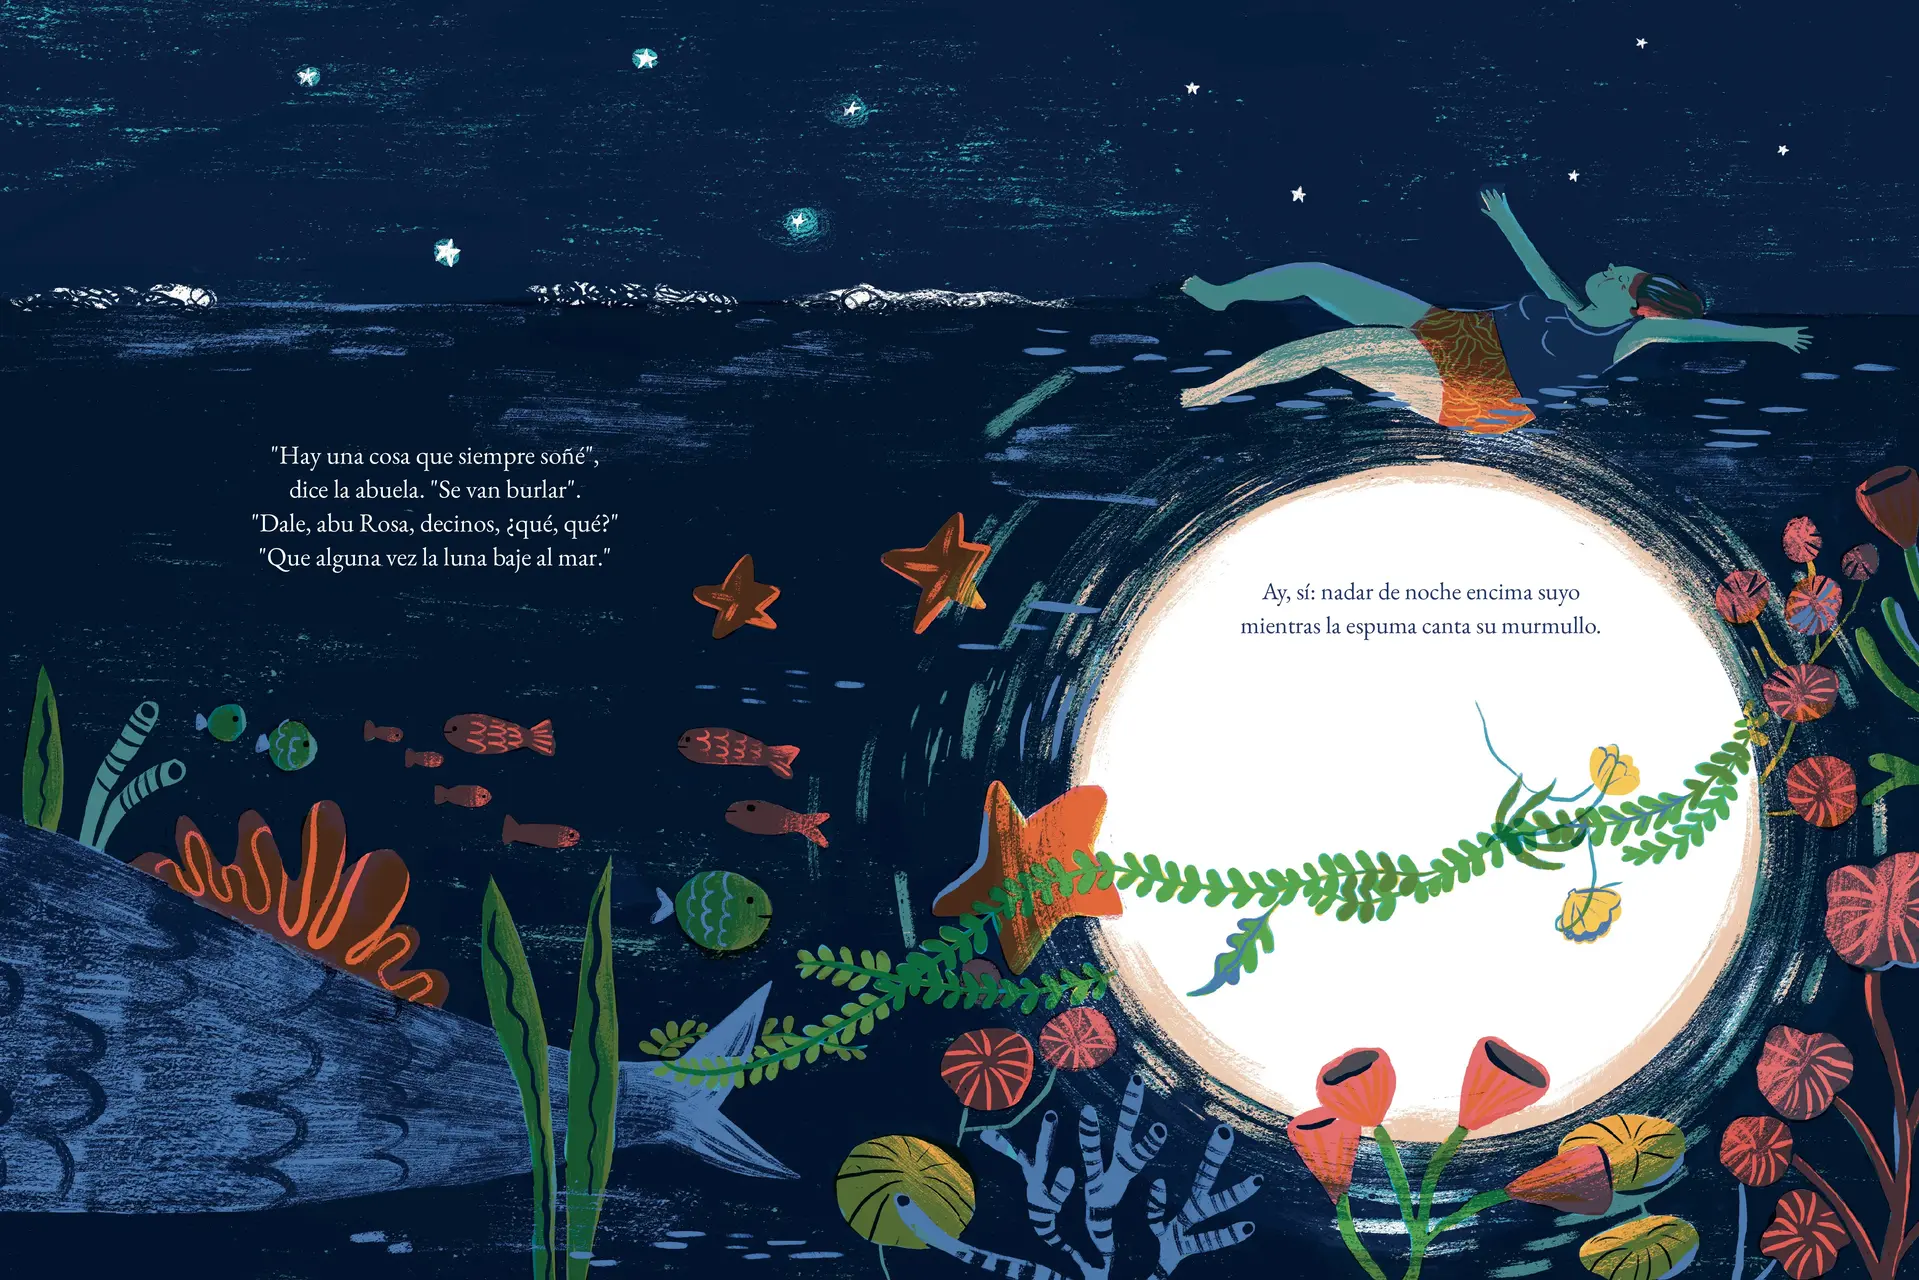 "Hay una cosa que siempre soñé",
dice la abuela. "Se van burlar".
"Dale, abu Rosa, decinos, ¿qué, qué?"
"Que alguna vez la luna baje al mar."
Ay, sí: nadar de noche encima suyo
mientras la espuma canta su murmullo.